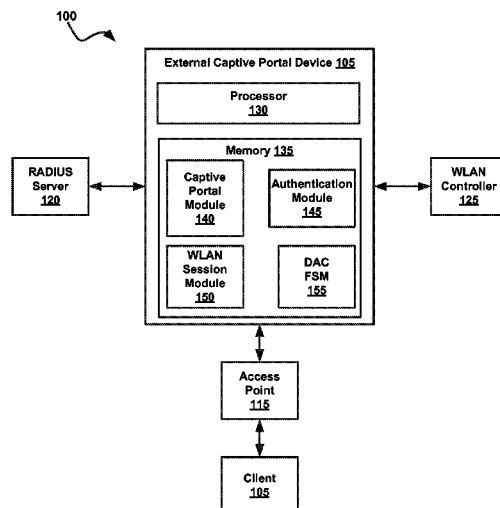 100
External Captive Portal Device 105
Processor
130
Memory 135
Captive
Portal
Module
140
Authentication
Module
145
WLAN
Session
Module
150
DAC
FSM
155
RADIUS
Server
120
WLAN
Controller
125
Access
Point
115
Client
105